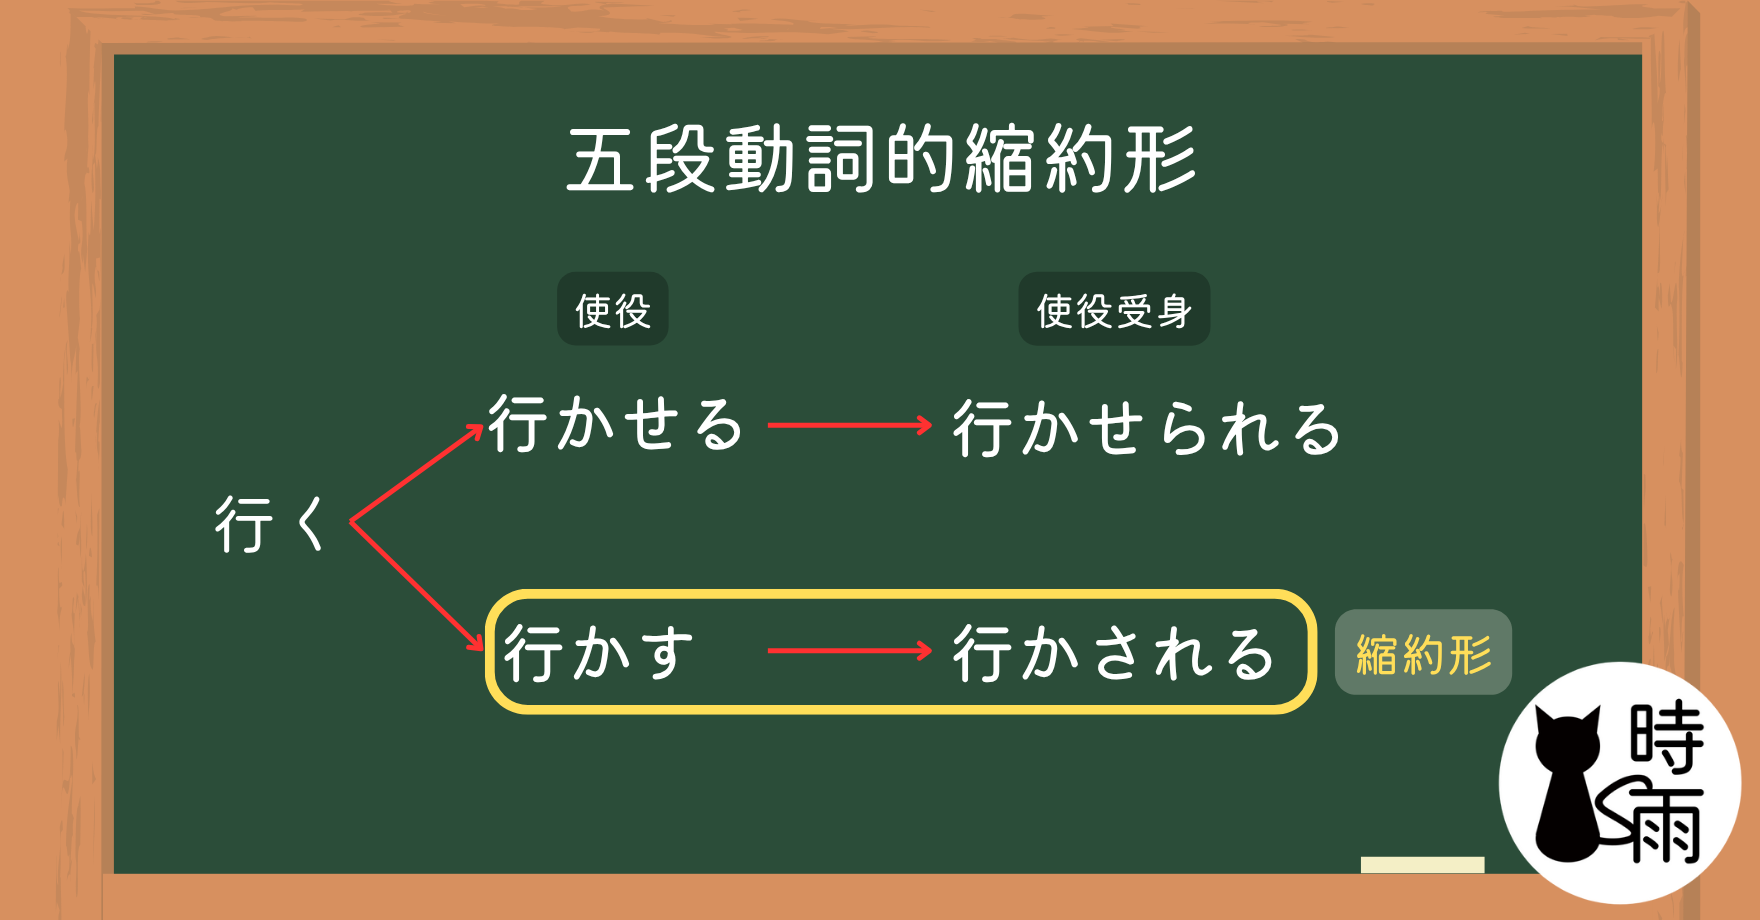 五段動詞的縮約形
使役
使役受身
行かせる
行かせられる
行く
行かす
行かされる
縮約形
時雨